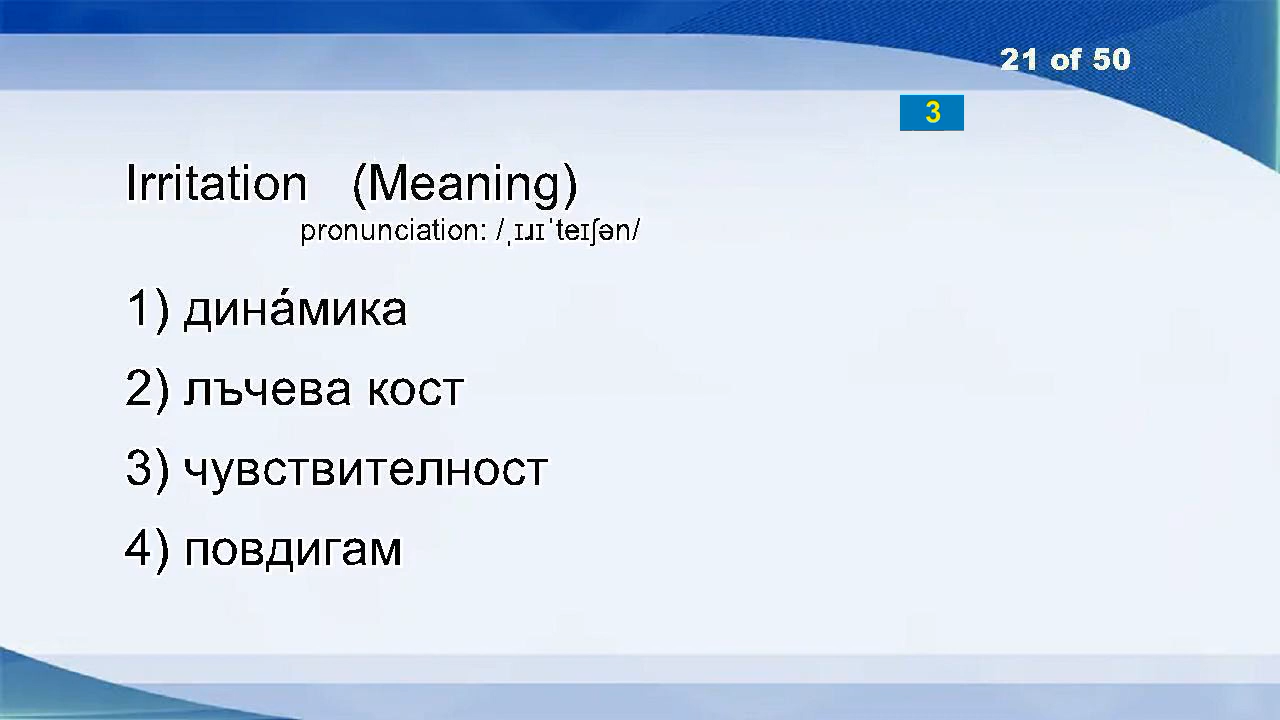 21 of 50
3
Irritation (Meaning)
pronunciation: /ˌɪɹɪˈteɪʃən/
1) дина́мика
2) лъчева кост
3) чувствителност
4) повдигам